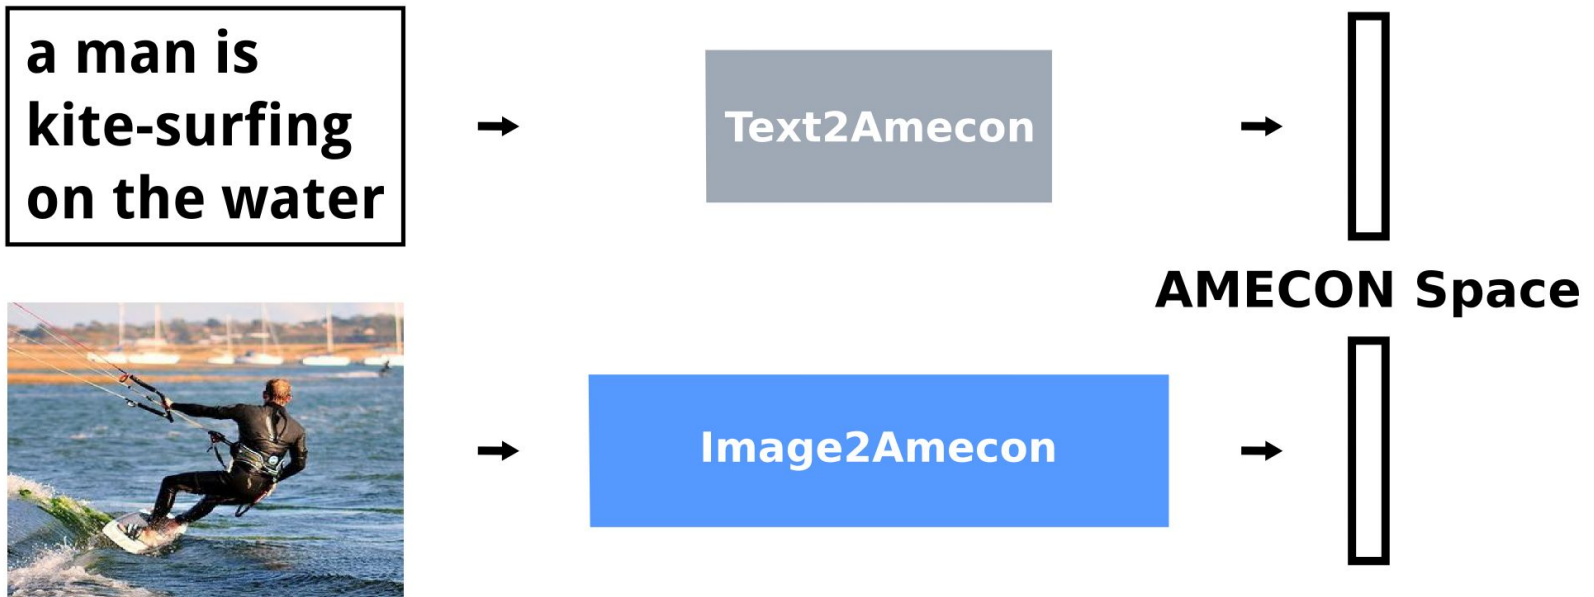 a man is
kite-surfing
on the water
Text2Amecon
AMECON Space
Image2Amecon